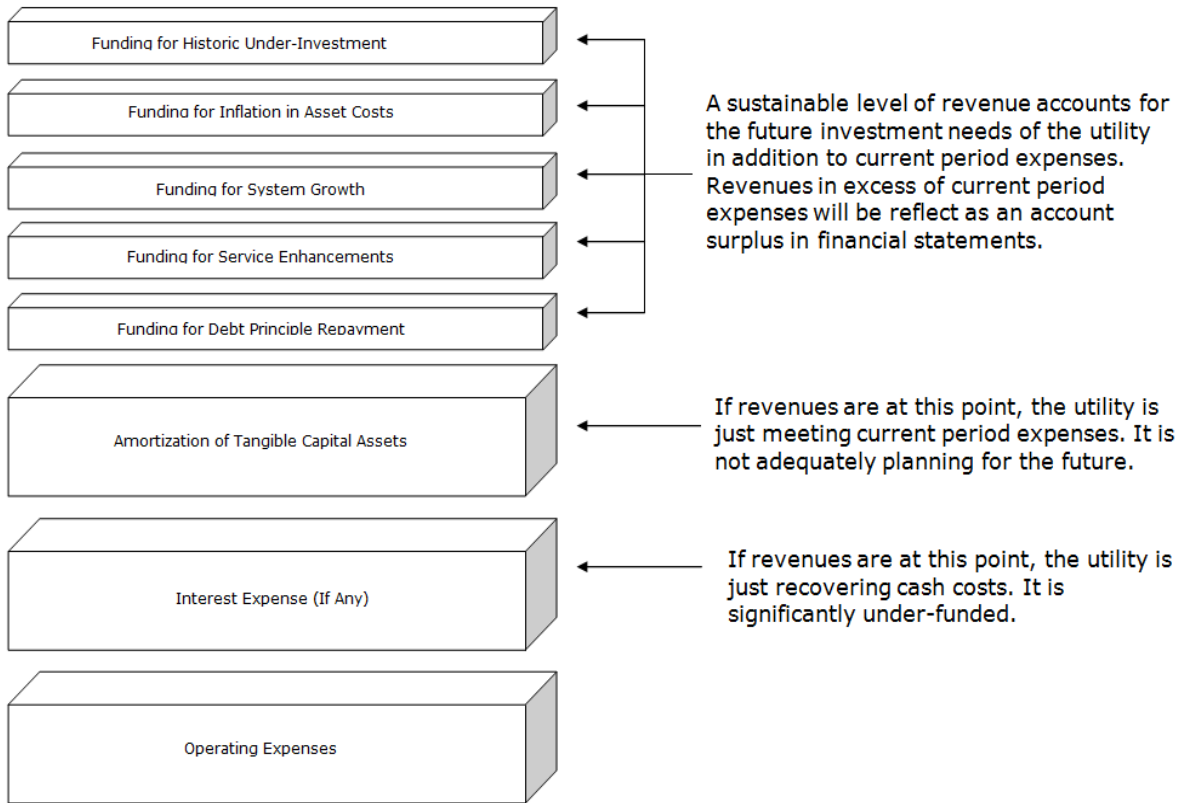 Funding for Historic Under-Investment
Funding for Inflation in Asset Costs
Funding for System Growth
Funding for Service Enhancements
Funding for Debt Principle Repayment
A sustainable level of revenue accounts for
the future investment needs of the utility
in addition to current period expenses.
Revenues in excess of current period
expenses will be reflect as an account
surplus in financial statements.
Amortization of Tangible Capital Assets
If revenues are at this point, the utility is
just meeting current period expenses. It is
not adequately planning for the future.
Interest Expense (If Any)
If revenues are at this point, the utility is
just recovering cash costs. It is
significantly under-funded.
Operating Expenses